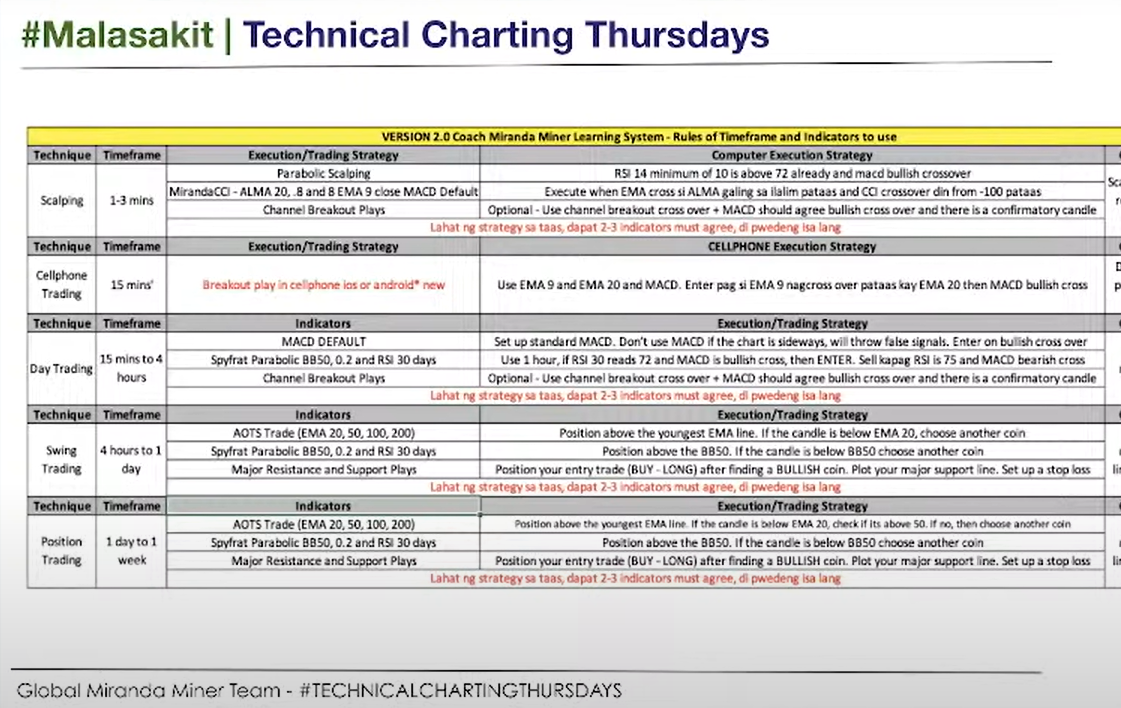 #Malasakit | Technical Charting Thursdays
VERSION 2.0 Coach Miranda Miner Learning System - Rules of Timeframe and Indicators to use
Technique Timeframe Execution/Trading Strategy Computer Execution Strategy
Scalping 1-3 mins
Parabolic Scalping RSI 14 minimum of 10 is above 72 already and macd bullish crossover
MirandaCCI - ALMA 20, .8 and 8 EMA 9 close MACD Default Execute when EMA cross si ALMA galing sa ilalim pataas and CCI crossover din from -100 pataas
Channel Breakout Plays Optional - Use channel breakout cross over + MACD should agree bullish cross over and there is a confirmatory candle
Lahat ng strategy sa taas, dapat 2-3 indicators must agree, di pwedeng isa lang
Technique Timeframe Execution/Trading Strategy CELLPHONE Execution Strategy
Cellphone Trading 15 mins' Breakout play in cellphone ios or android* new Use EMA 9 and EMA 20 and MACD. Enter pag si EMA 9 nagcross over pataas kay EMA 20 then MACD bullish cross
Technique Timeframe Indicators Execution/Trading Strategy
Day Trading 15 mins to 4 hours
MACD DEFAULT Set up standard MACD. Don't use MACD if the chart is sideways, will throw false signals. Enter on bullish cross over
Spyfrat Parabolic BB50, 0.2 and RSI 30 days Use 1 hour, if RSI 30 reads 72 and MACD is bullish cross, then ENTER. Sell kapag RSI is 75 and MACD bearish cross
Channel Breakout Plays Optional - Use channel breakout cross over + MACD should agree bullish cross over and there is a confirmatory candle
Lahat ng strategy sa taas, dapat 2-3 indicators must agree, di pwedeng isa lang
Technique Timeframe Indicators Execution/Trading Strategy
Swing Trading 4 hours to 1 day
AOTS Trade (EMA 20, 50, 100, 200) Position above the youngest EMA line. If the candle is below EMA 20, choose another coin
Spyfrat Parabolic BB50, 0.2 and RSI 30 days Position above the BB50. If the candle is below BB50 choose another coin
Major Resistance and Support Plays Position your entry trade (BUY - LONG) after finding a BULLISH coin. Plot your major support line. Set up a stop loss
Lahat ng strategy sa taas, dapat 2-3 indicators must agree, di pwedeng isa lang
Technique Timeframe Indicators Execution/Trading Strategy
Position Trading 1 day to 1 week
AOTS Trade (EMA 20, 50, 100, 200) Position above the youngest EMA line. If the candle is below EMA 20, check if its above 50. If no, then choose another coin
Spyfrat Parabolic BB50, 0.2 and RSI 30 days Position above the BB50. If the candle is below BB50 choose another coin
Major Resistance and Support Plays Position your entry trade (BUY - LONG) after finding a BULLISH coin. Plot your major support line. Set up a stop loss
Lahat ng strategy sa taas, dapat 2-3 indicators must agree, di pwedeng isa lang
Global Miranda Miner Team - #TECHNICALCHARTINGTHURSDAYS